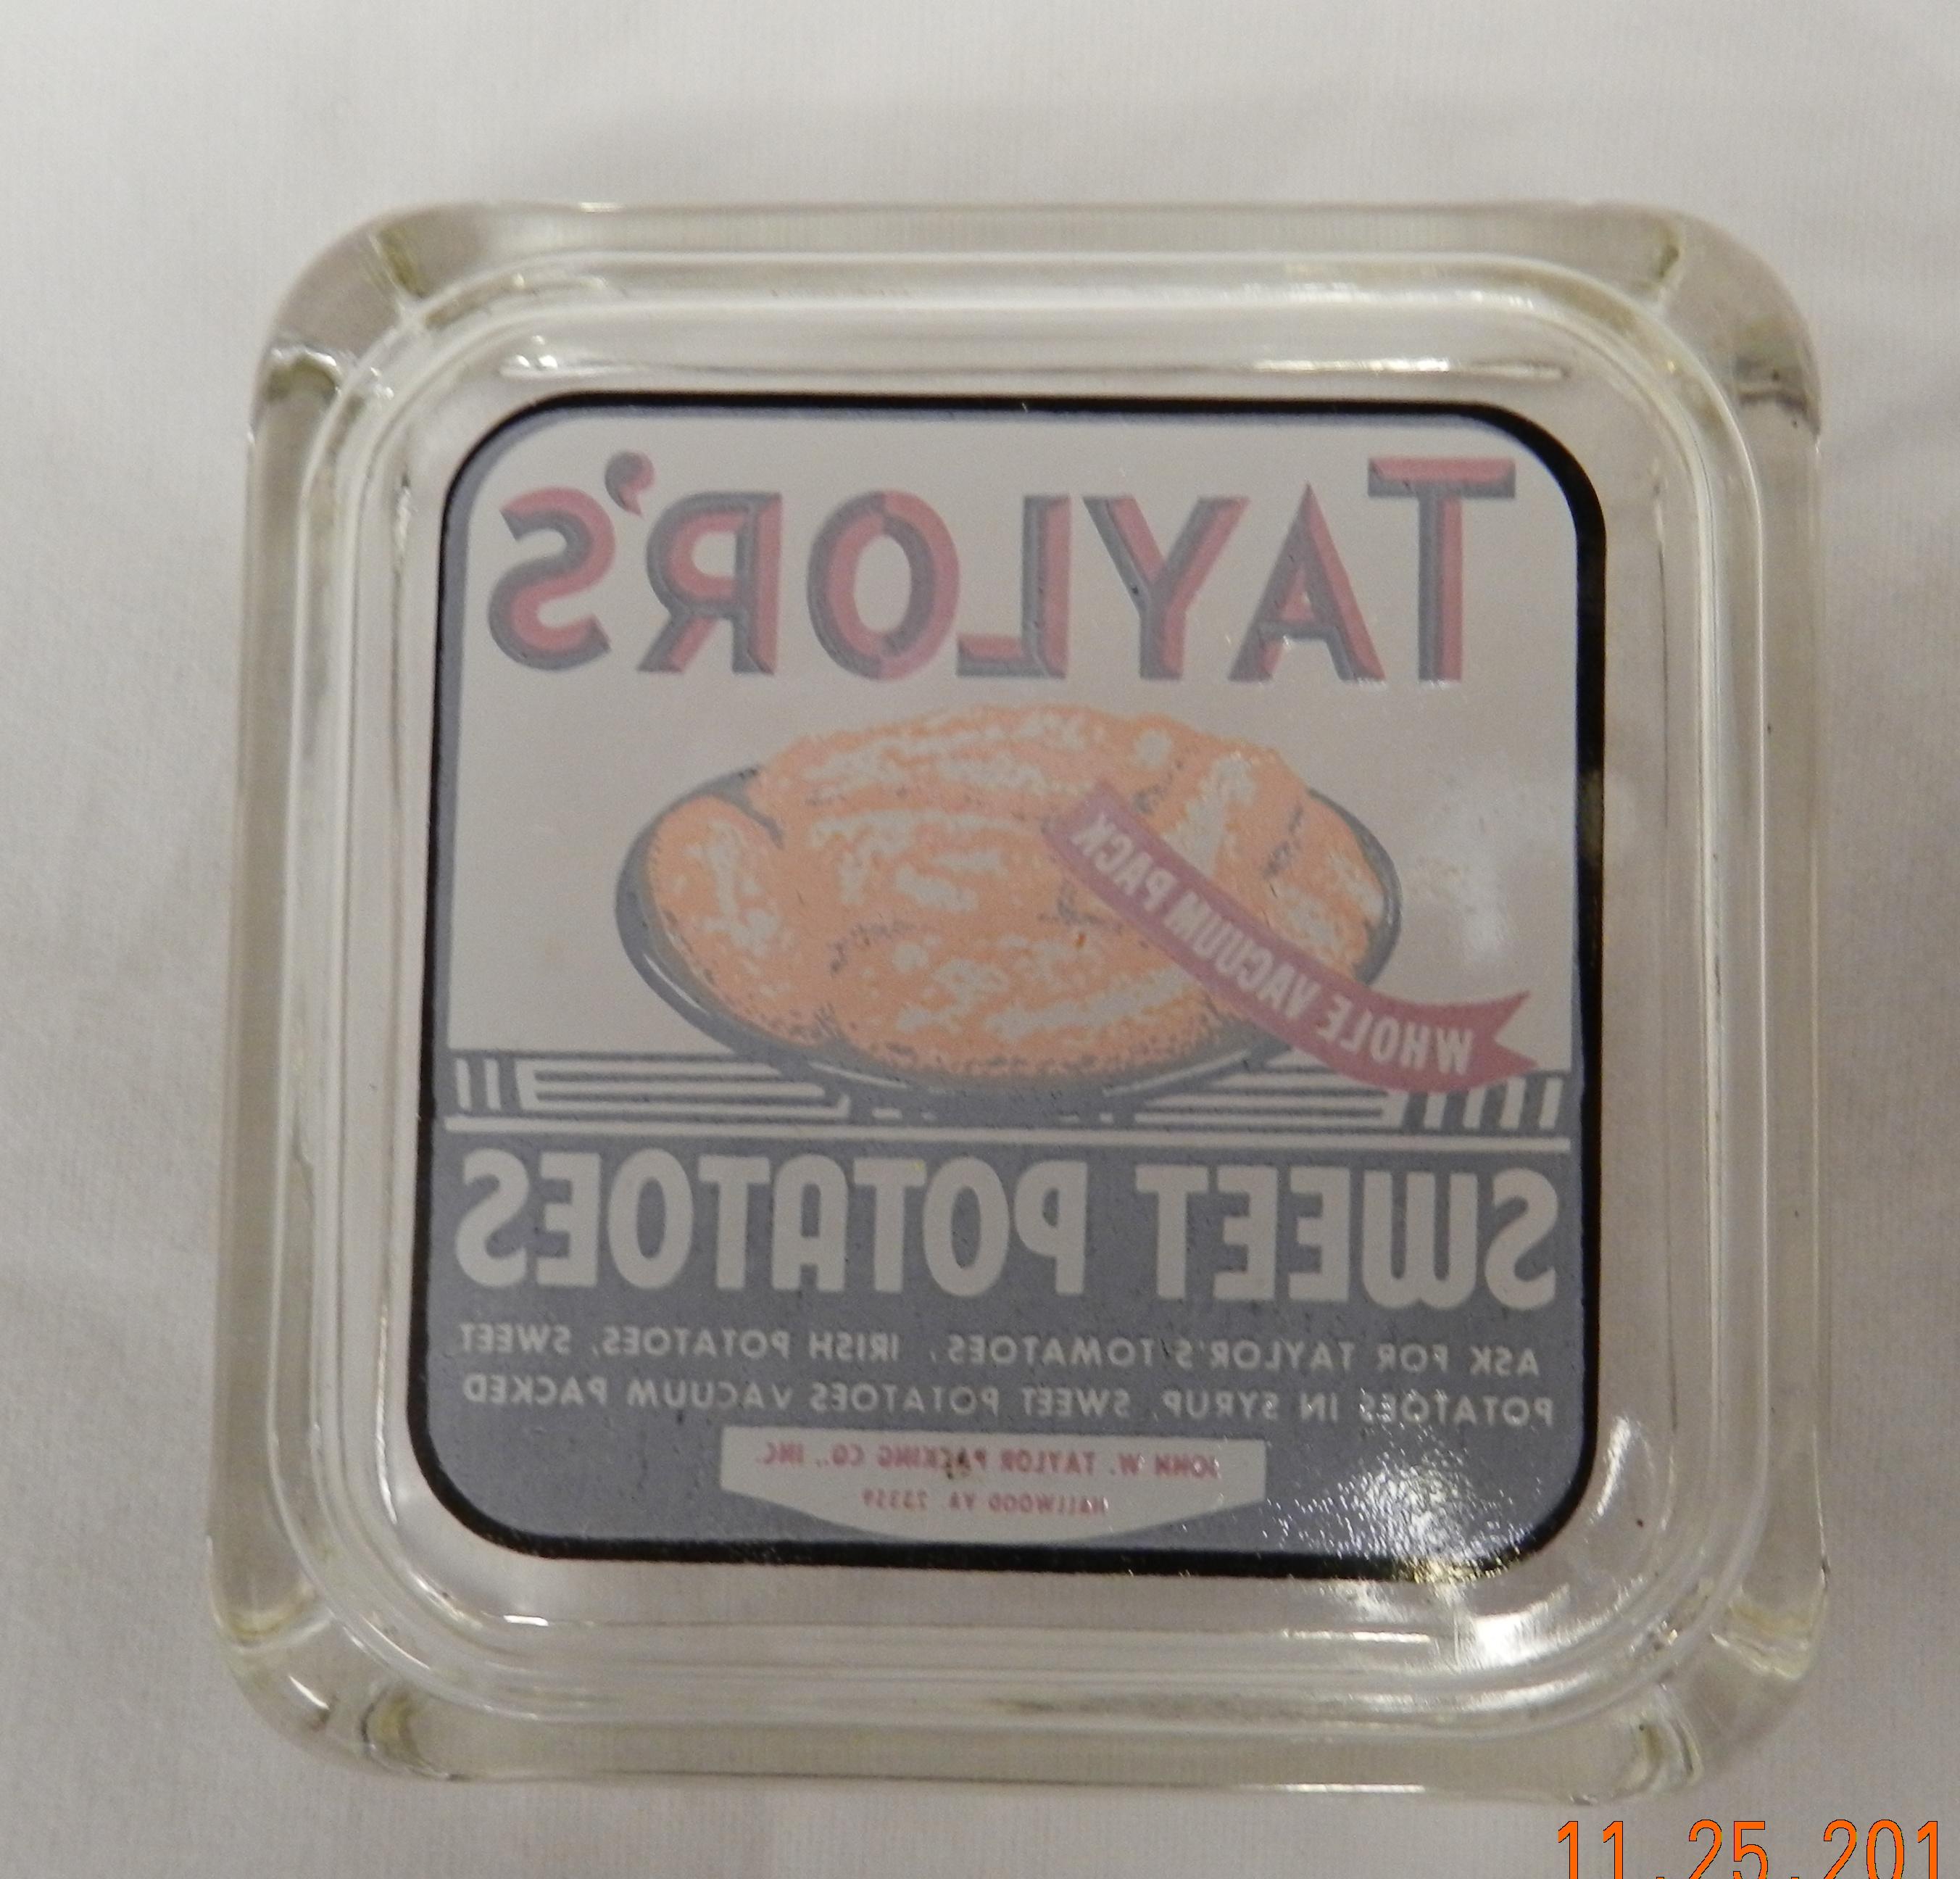 TAYLOR'S
WHOLE VACUUM PACK
SWEET POTATOES
ASK FOR TAYLOR'S TOMATOES, IRISH POTATOES, SWEET
POTATOES IN SYRUP, SWEET POTATOES VACUUM PACKED
JOHN W. TAYLOR PACKING CO., INC.
HALLWOOD VA 23359
11.25.201